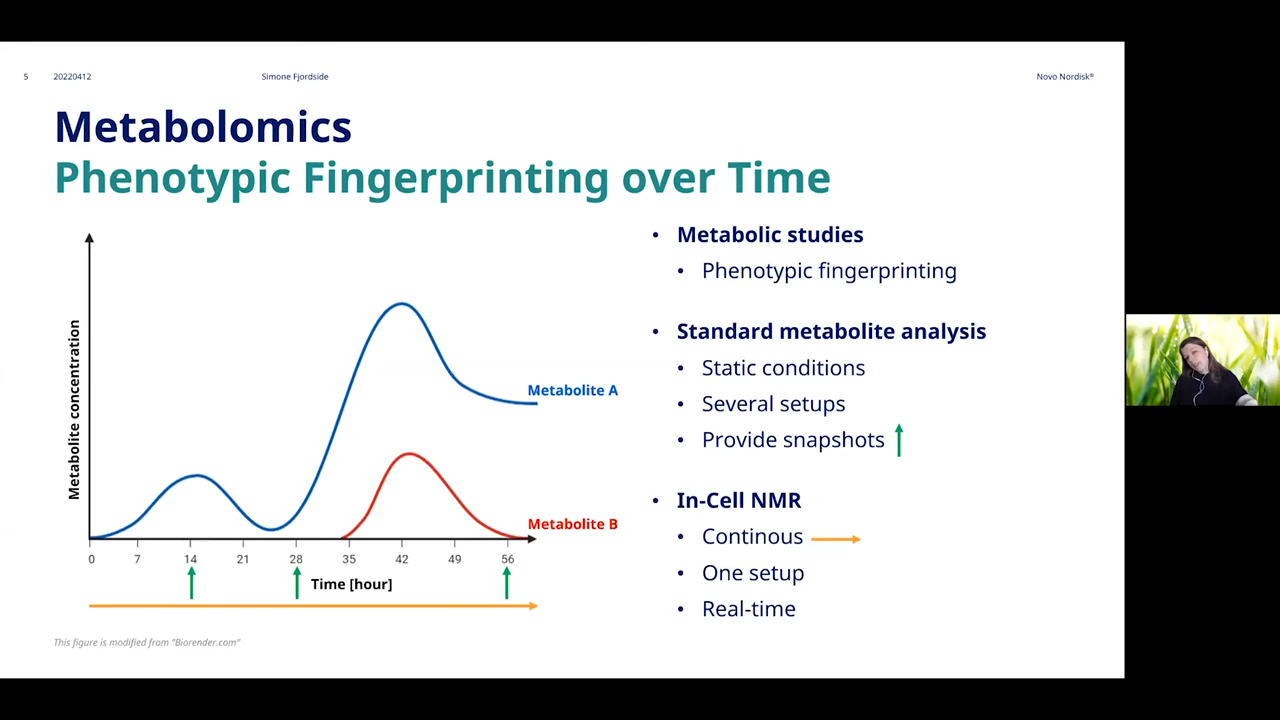 5 20220412 Simone Fjordside Novo Nordisk®
Metabolomics
Phenotypic Fingerprinting over Time
Metabolite concentration
Metabolite A
Metabolite B
0 7 14 21 28 35 42 49 56
Time [hour]
This figure is modified from "Biorender.com"
• Metabolic studies
• Phenotypic fingerprinting
• Standard metabolite analysis
• Static conditions
• Several setups
• Provide snapshots
• In-Cell NMR
• Continous
• One setup
• Real-time